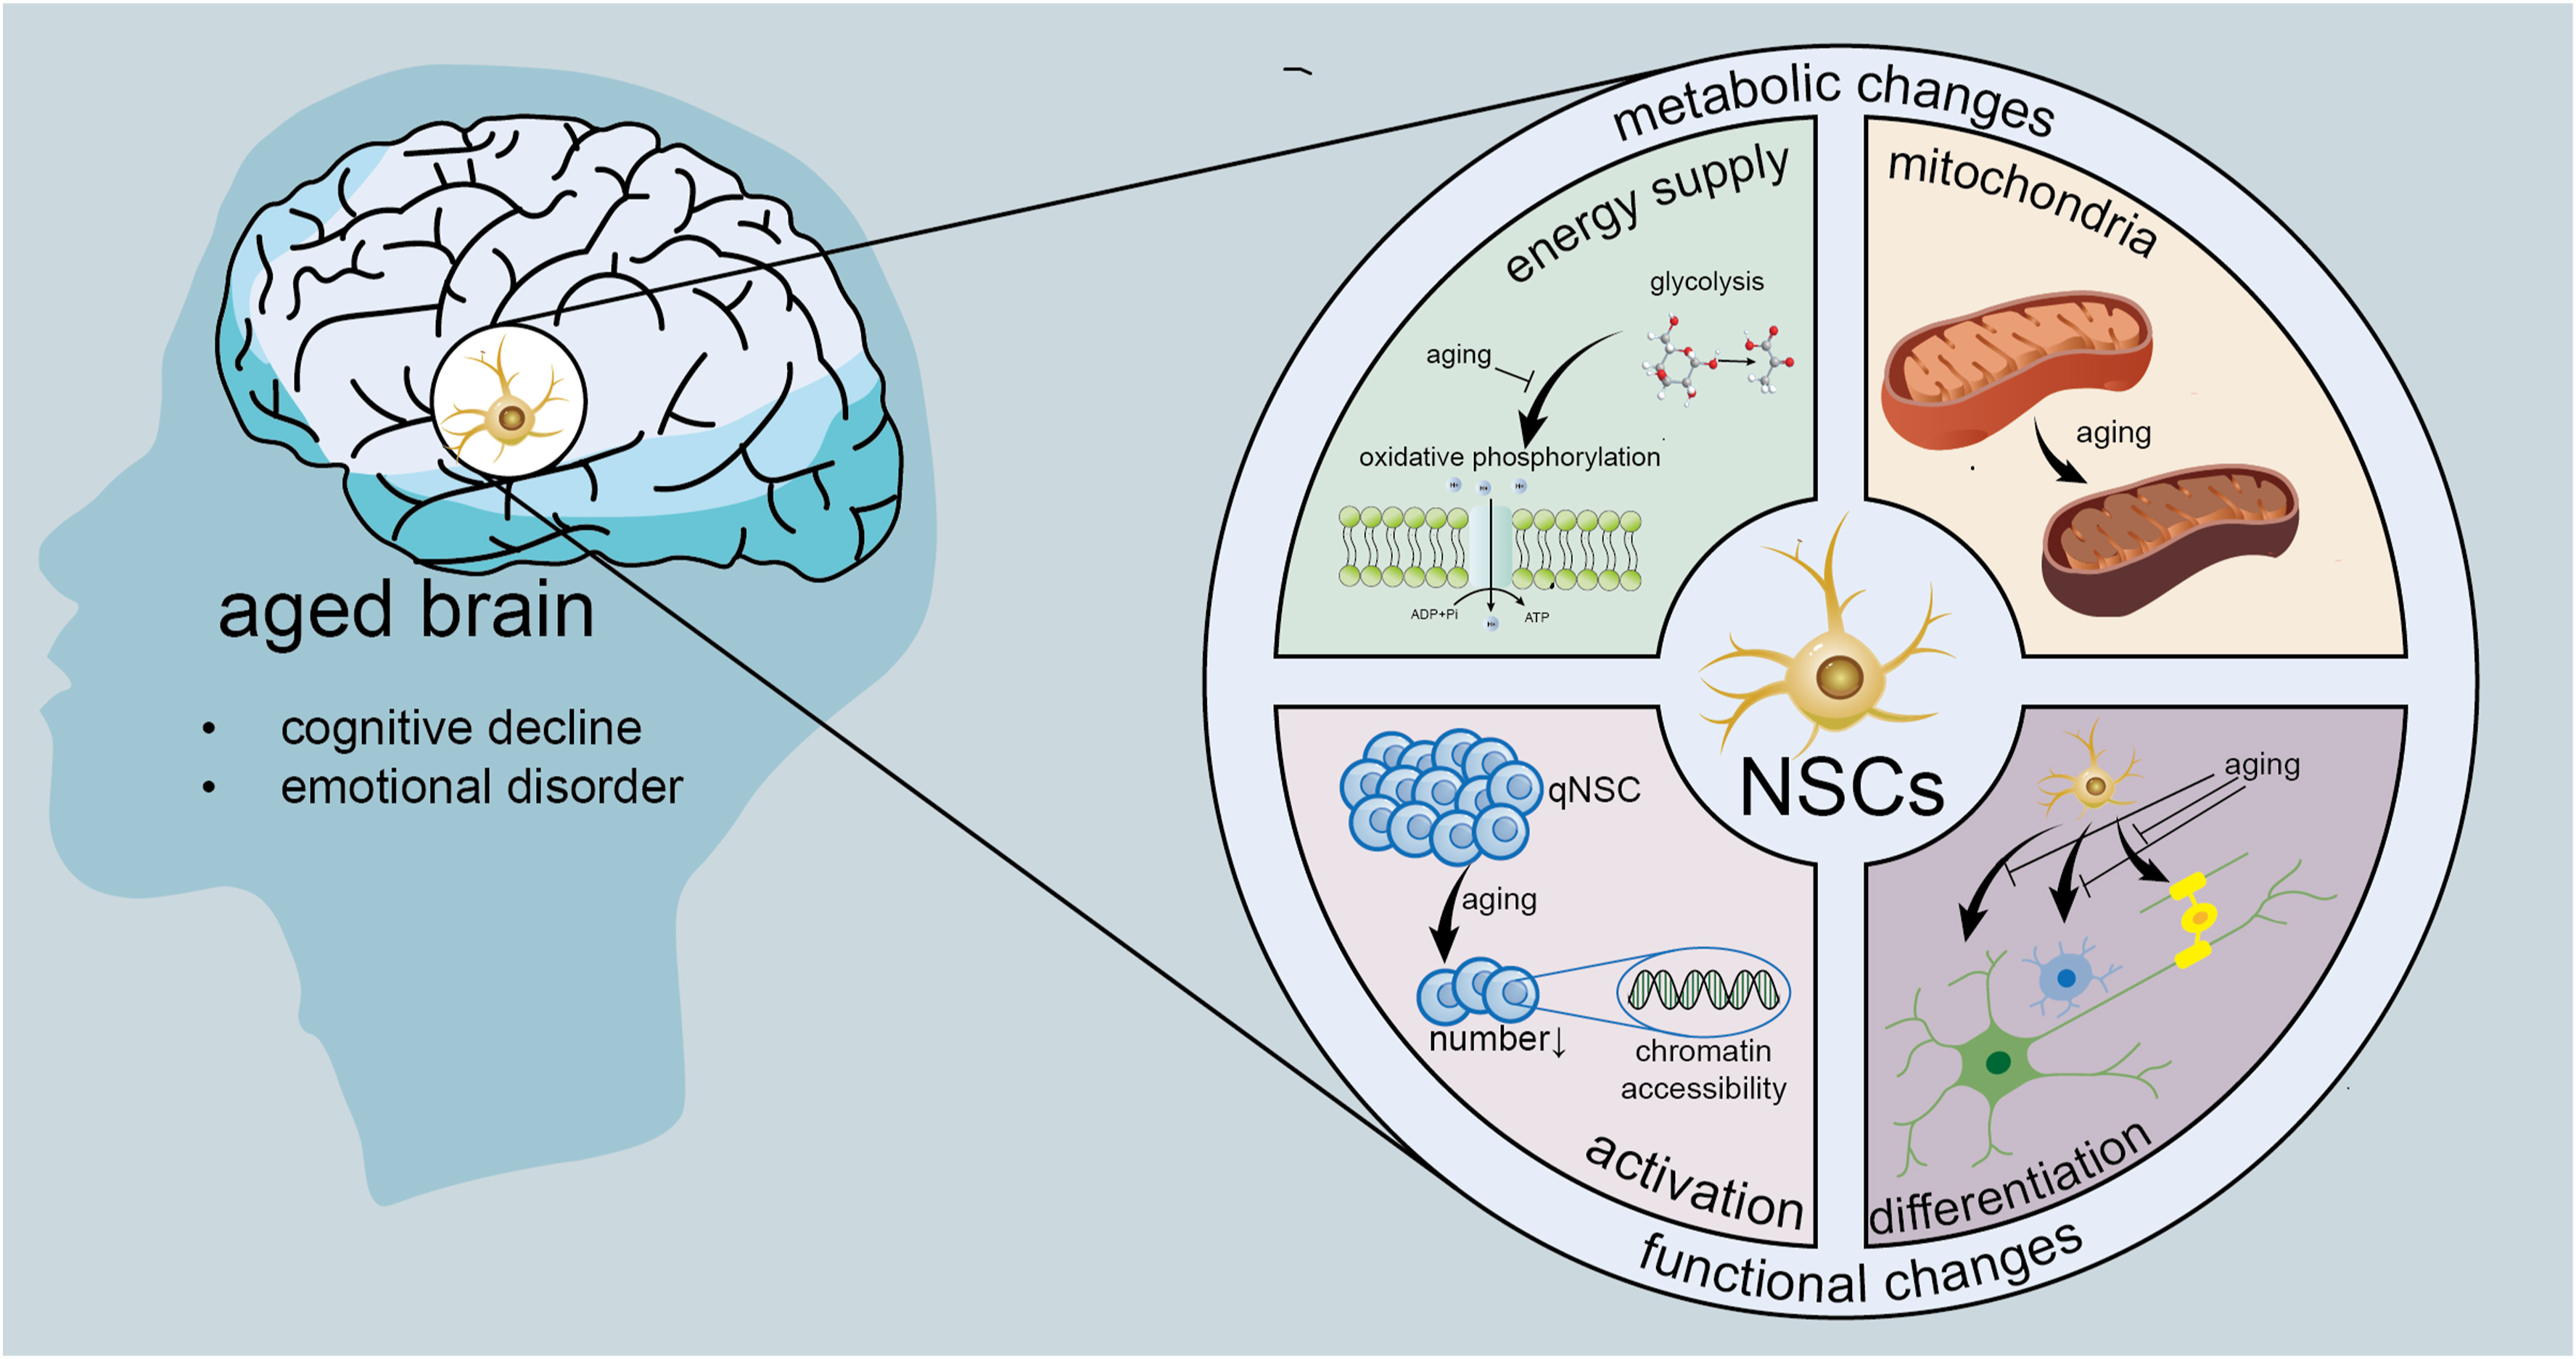 aged brain
• cognitive decline
• emotional disorder
metabolic changes
energy supply
glycolysis
aging
oxidative phosphorylation
H+ H+ H+
ADP+Pi
ATP
H+
mitochondria
aging
NSCs
qNSC
aging
number↓
chromatin
accessibility
activation
aging
differentiation
functional changes